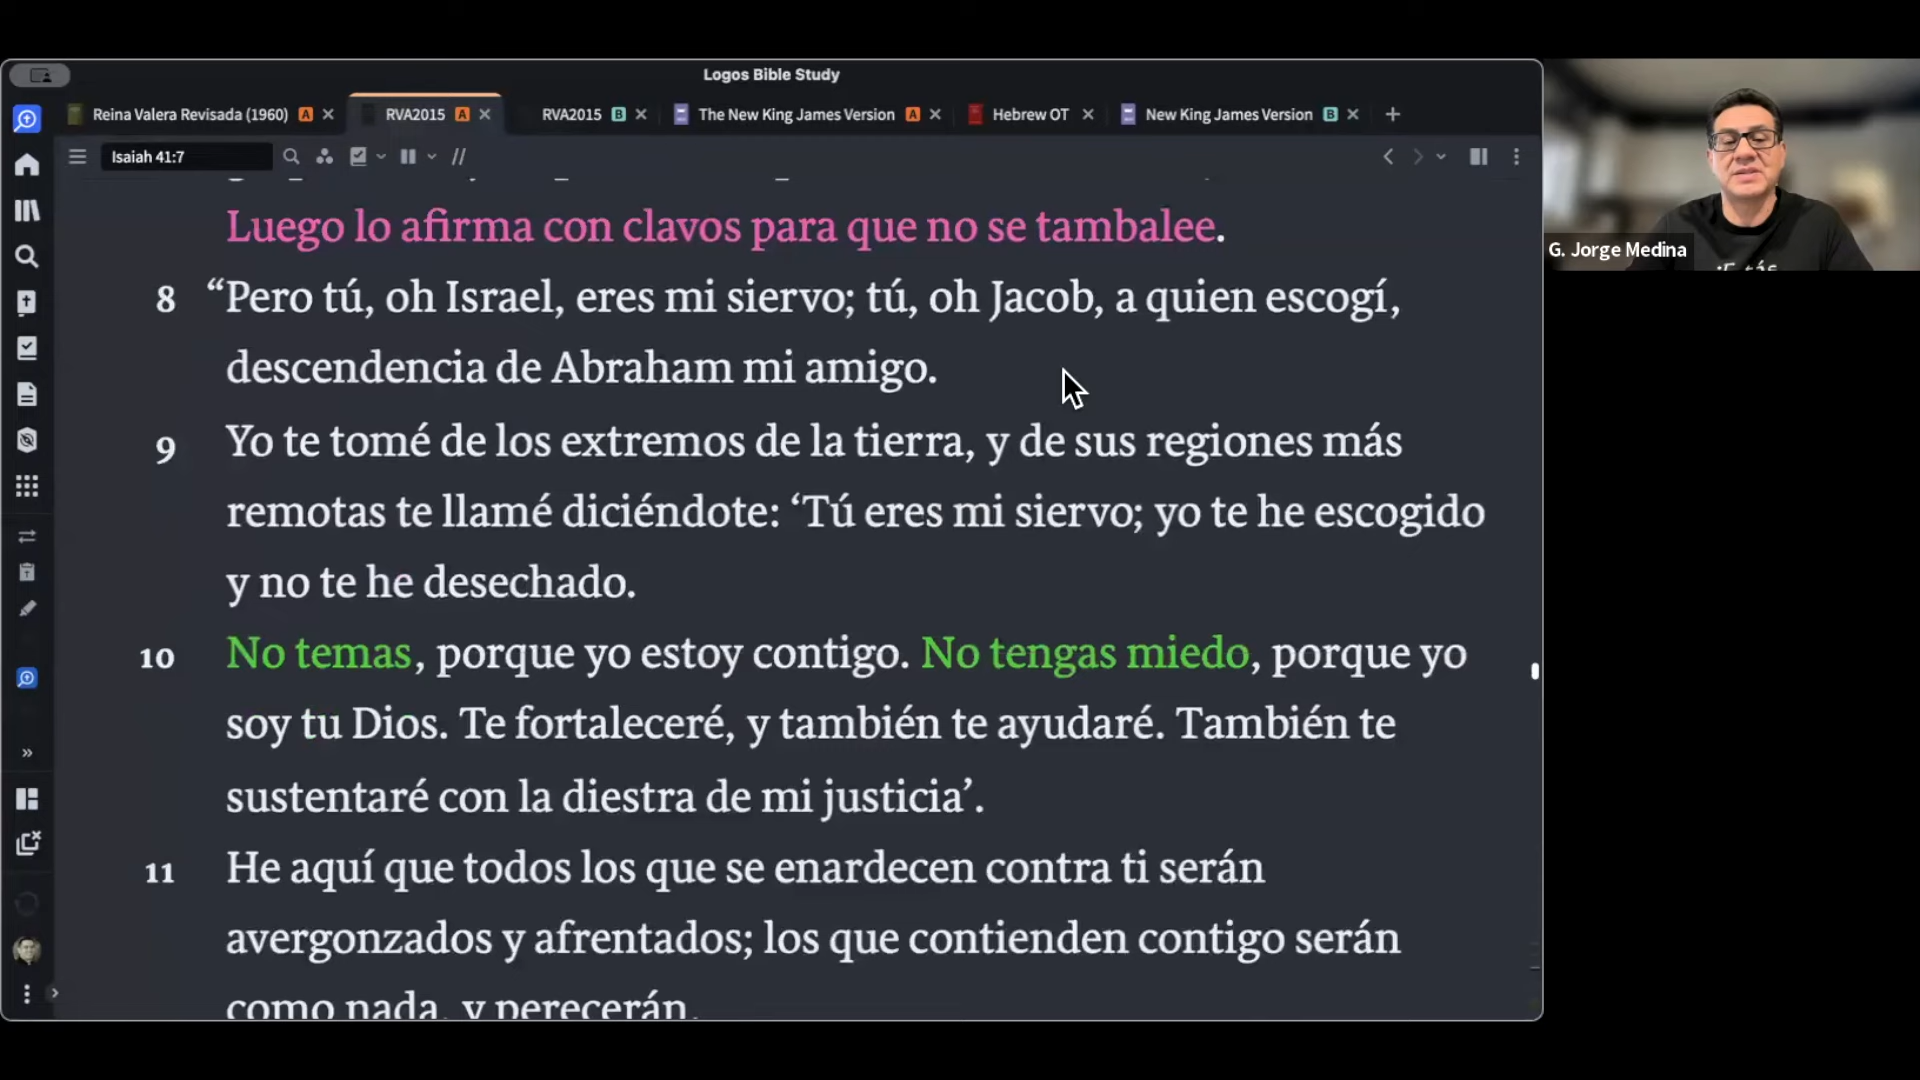 Logos Bible Study
Reina Valera Revisada (1960) A
RVA2015 A
RVA2015 B
The New King James Version A
Hebrew OT
New King James Version B
Isaiah 41:7
Luego lo afirma con clavos para que no se tambalee.
8 “Pero tú, oh Israel, eres mi siervo; tú, oh Jacob, a quien escogí,
descendencia de Abraham mi amigo.
9 Yo te tomé de los extremos de la tierra, y de sus regiones más
remotas te llamé diciéndote: ‘Tú eres mi siervo; yo te he escogido
y no te he desechado.
10 No temas, porque yo estoy contigo. No tengas miedo, porque yo
soy tu Dios. Te fortaleceré, y también te ayudaré. También te
sustentaré con la diestra de mi justicia’.
11 He aquí que todos los que se enardecen contra ti serán
avergonzados y afrentados; los que contienden contigo serán
como nada, y perecerán.
G. Jorge Medina
¡Estás